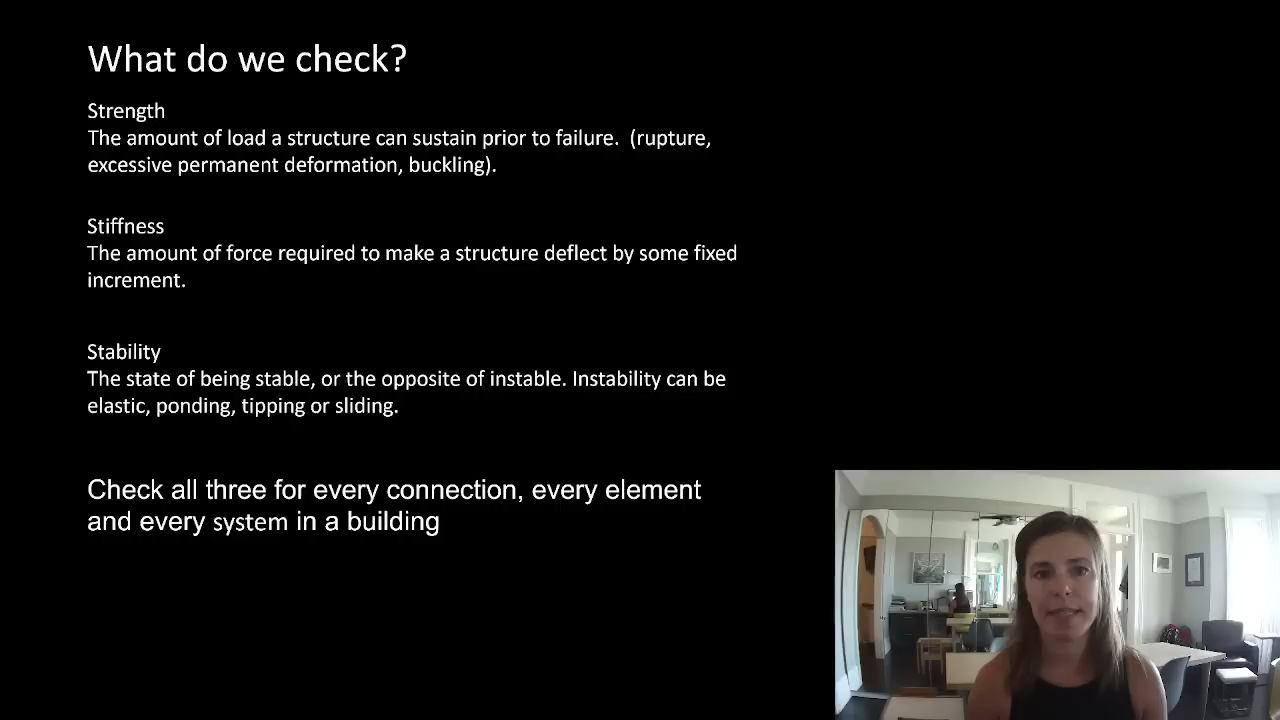 What do we check?
Strength
The amount of load a structure can sustain prior to failure.  (rupture,
excessive permanent deformation, buckling).
Stiffness
The amount of force required to make a structure deflect by some fixed
increment.
Stability
The state of being stable, or the opposite of instable. Instability can be
elastic, ponding, tipping or sliding.
Check all three for every connection, every element
and every system in a building